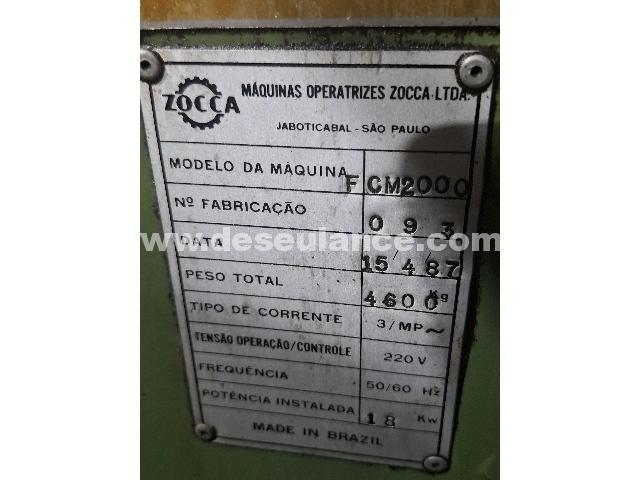 ZOCCA MÁQUINAS OPERATRIZES ZOCCA LTDA.
JABOTICABAL - SÃO PAULO
MODELO DA MÁQUINA FCM2000
Nº FABRICAÇÃO 093
www.deseulance.com
DATA 15/4/87
PESO TOTAL 4600 Kg
TIPO DE CORRENTE 3/MP~
TENSÃO OPERAÇÃO/CONTROLE 220 V
FREQUÊNCIA 50/60 Hz
POTÊNCIA INSTALADA 18 Kw
MADE IN BRAZIL